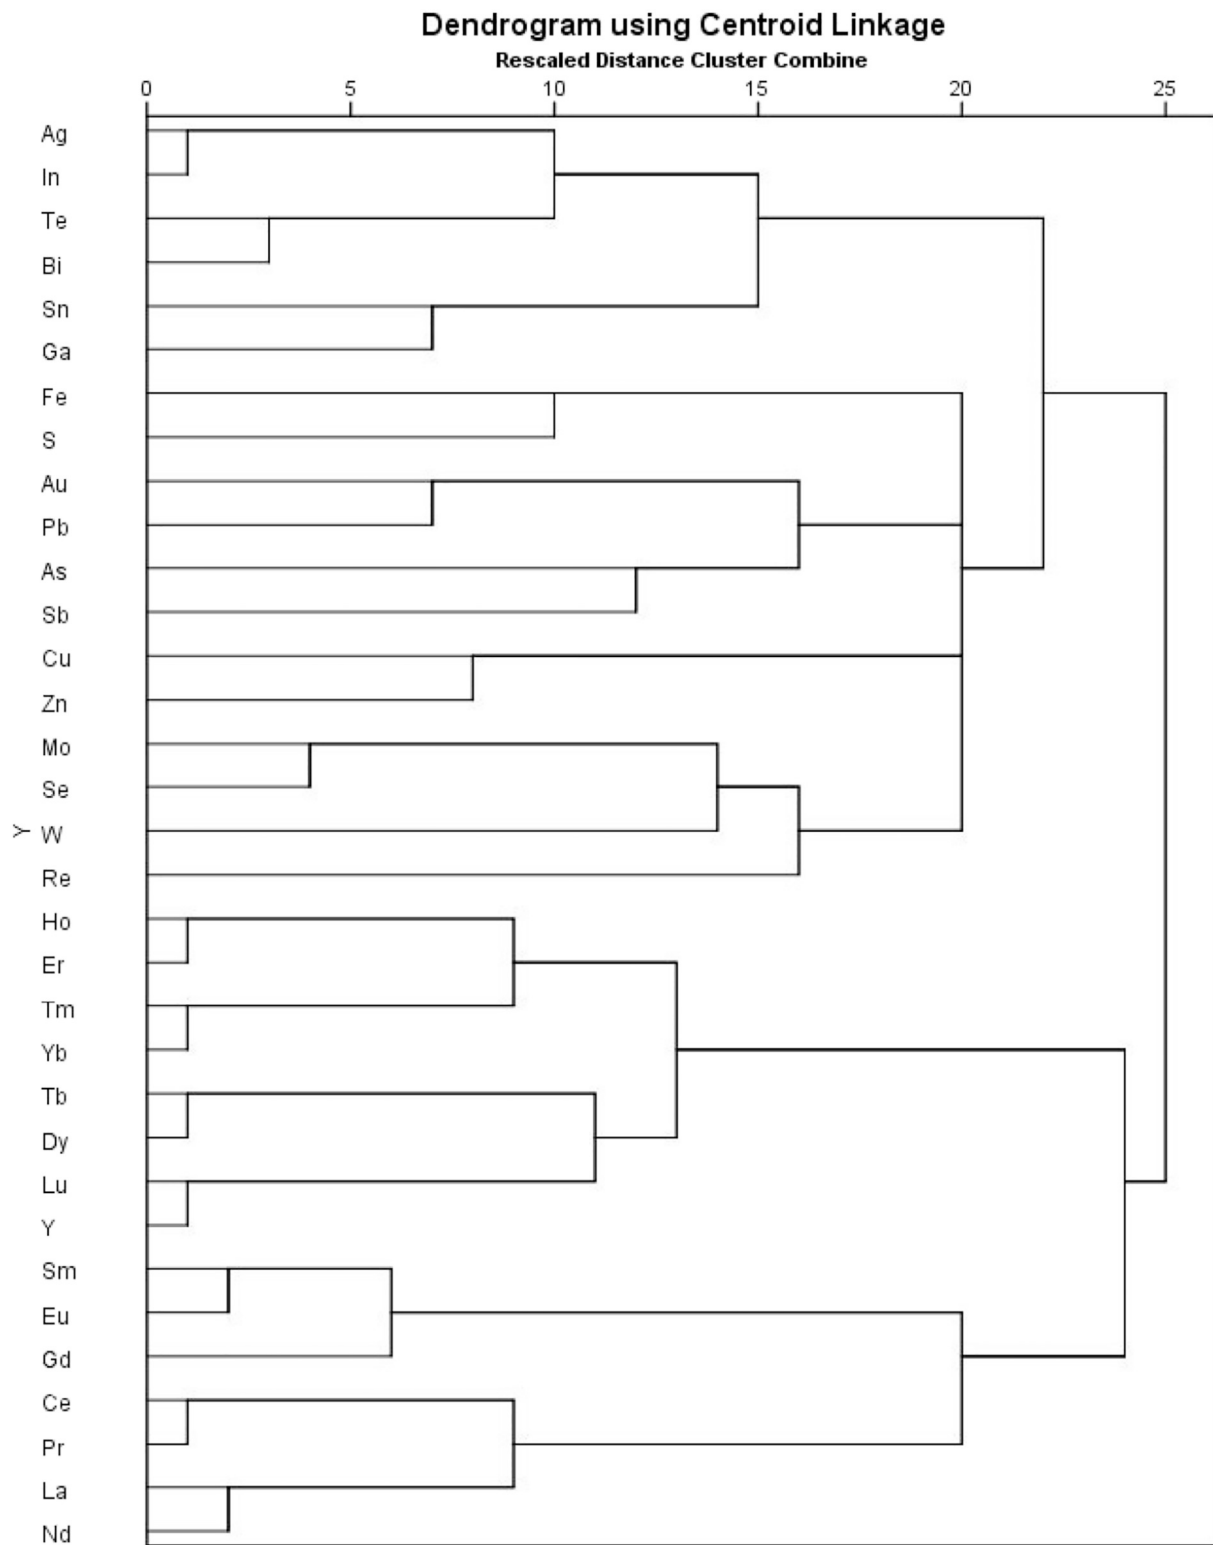 Dendrogram using Centroid Linkage
Rescaled Distance Cluster Combine
0 5 10 15 20 25
Ag
In
Te
Bi
Sn
Ga
Fe
S
Au
Pb
As
Sb
Cu
Zn
Mo
Se
Y
W
Re
Ho
Er
Tm
Yb
Tb
Dy
Lu
Y
Sm
Eu
Gd
Ce
Pr
La
Nd